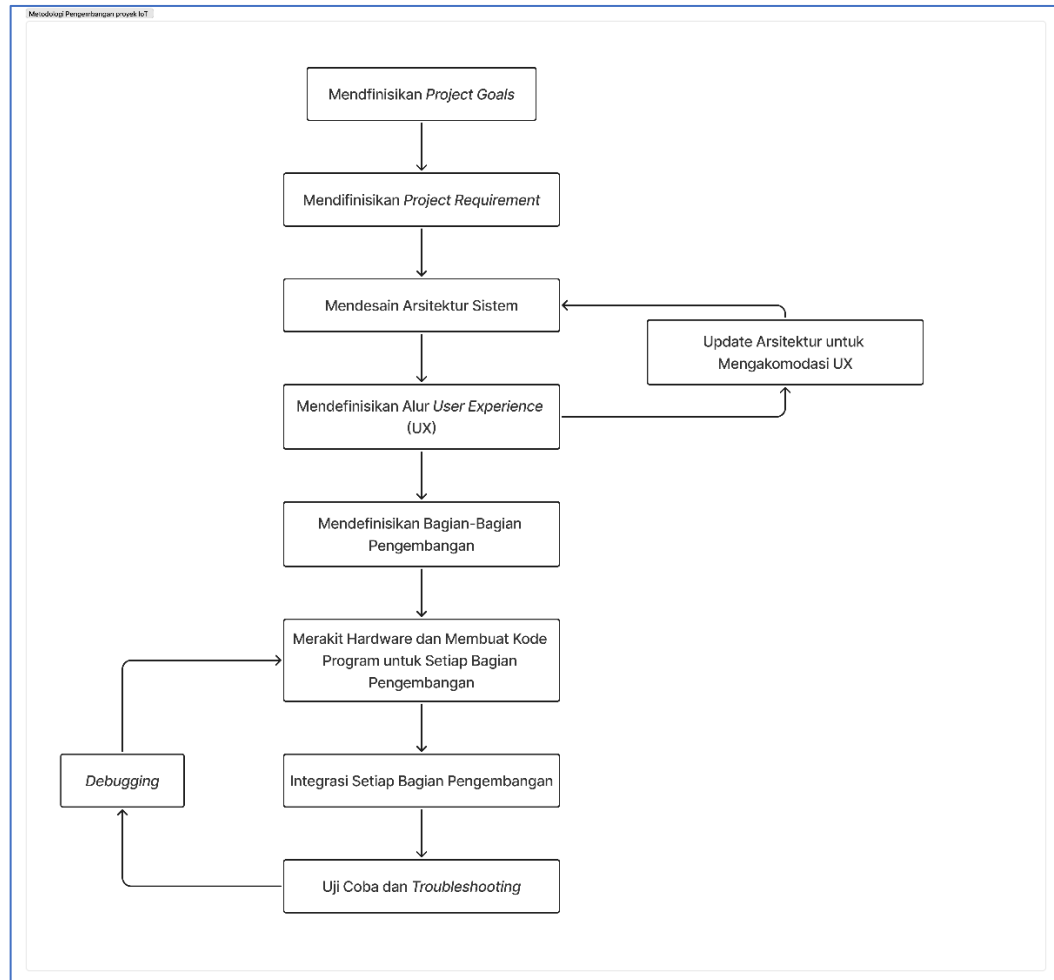 Metodologi Pengembangan proyek IoT
Mendfinisikan Project Goals
Mendifinisikan Project Requirement
Mendesain Arsitektur Sistem
Update Arsitektur untuk
Mengakomodasi UX
Mendefinisikan Alur User Experience
(UX)
Mendefinisikan Bagian-Bagian
Pengembangan
Merakit Hardware dan Membuat Kode
Program untuk Setiap Bagian
Pengembangan
Debugging
Integrasi Setiap Bagian Pengembangan
Uji Coba dan Troubleshooting